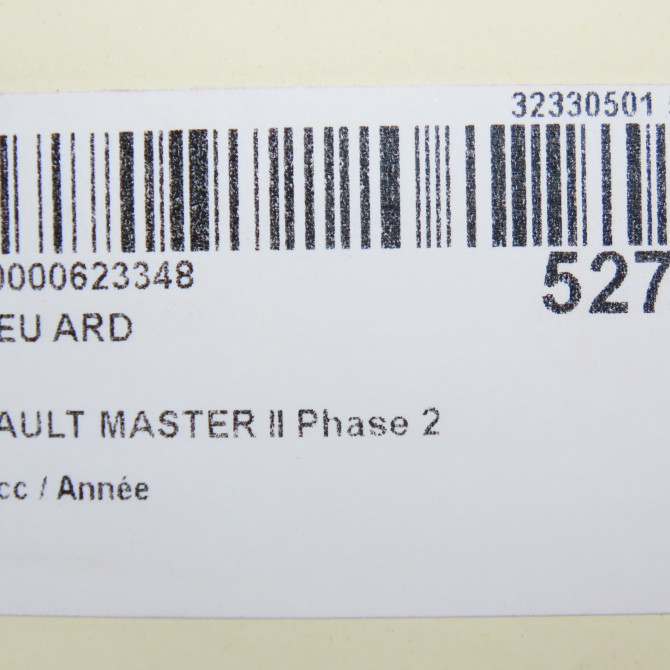 32330501
0000623348
527
EU ARD
AULT MASTER II Phase 2
cc / Année